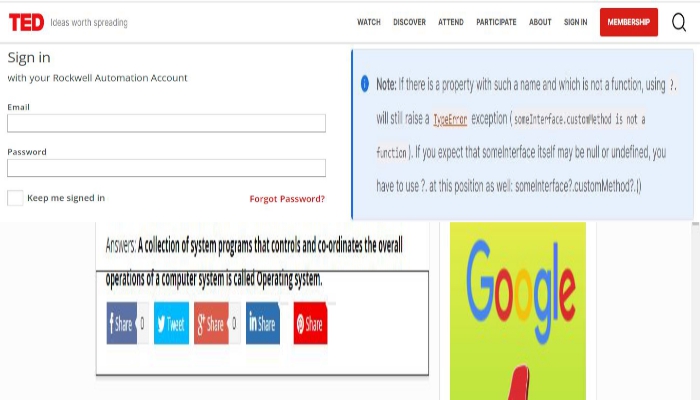 TED Ideas worth spreading WATCH DISCOVER ATTEND PARTICIPATE ABOUT SIGN IN MEMBERSHIP
Sign in
with your Rockwell Automation Account
Email
Password
Keep me signed in Forgot Password?
Note: If there is a property with such a name and which is not a function, using ?.
will still raise a TypeError exception (someInterface.customMethod is not a
function). If you expect that someInterface itself may be null or undefined, you
have to use ?. at this position as well: someInterface?.customMethod?.()
Answers: A collection of system programs that controls and co-ordinates the overall
operations of a computer system is called Operating system.
f Share 0 Tweet g+ Share 0 in Share Share
Google